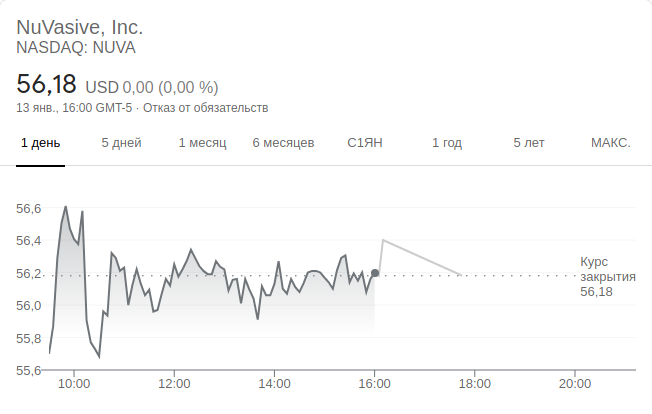 NuVasive, Inc.
NASDAQ: NUVA
56,18 USD 0,00 (0,00 %)
13 янв., 16:00 GMT-5 · Отказ от обязательств
1 день 5 дней 1 месяц 6 месяцев С1ЯН 1 год 5 лет МАКС.
56,6
56,4
56,2
56,0
55,8
55,6
Курс
закрытия
56,18
10:00 12:00 14:00 16:00 18:00 20:00